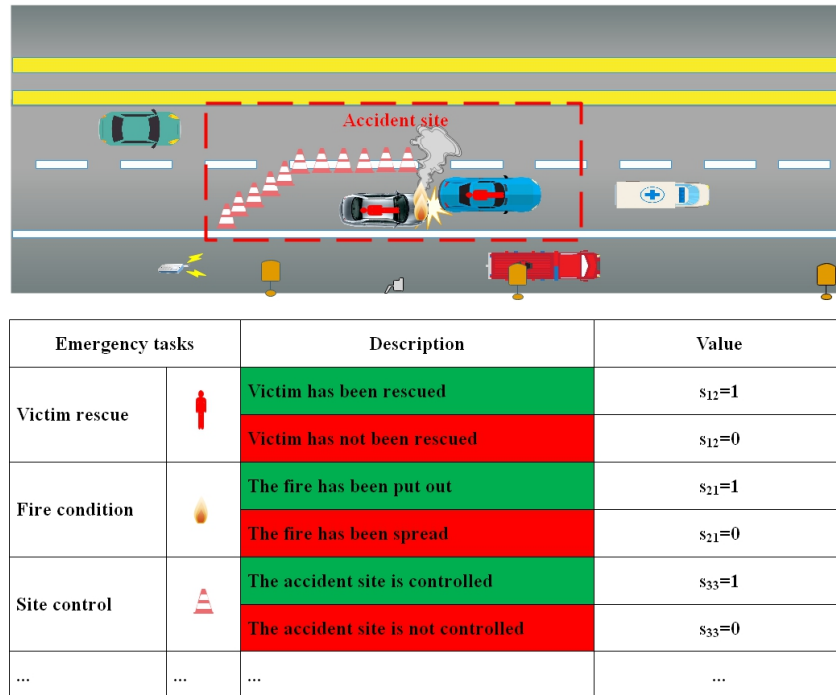 Accident site
Emergency tasks Description Value
Victim rescue
Victim has been rescued s₁₂=1
Victim has not been rescued s₁₂=0
Fire condition
The fire has been put out s₂₁=1
The fire has been spread s₂₁=0
Site control
The accident site is controlled s₃₃=1
The accident site is not controlled s₃₃=0
... ... ... ...